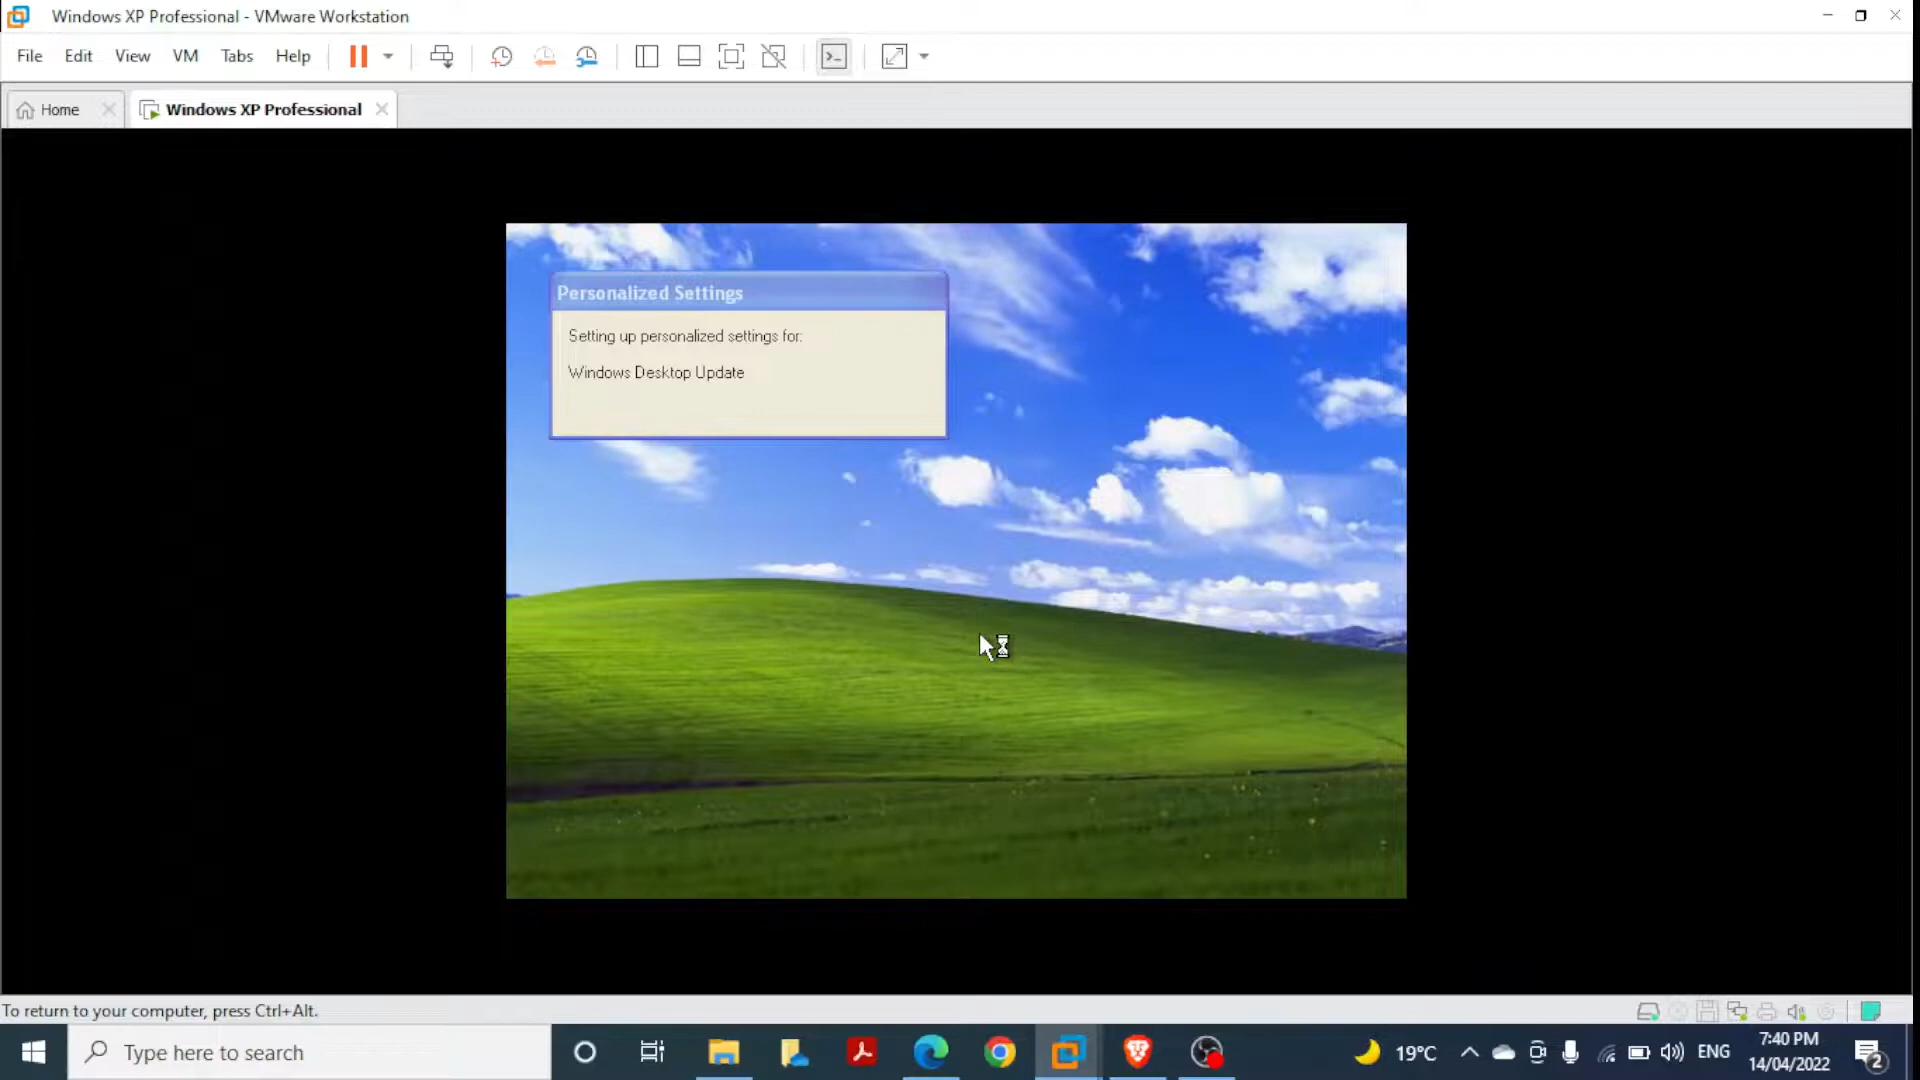 Windows XP Professional - VMware Workstation
File Edit View VM Tabs Help
Home
Windows XP Professional
Personalized Settings
Setting up personalized settings for:
Windows Desktop Update
To return to your computer, press Ctrl+Alt.
Type here to search
19°C
ENG
7:40 PM
14/04/2022
2